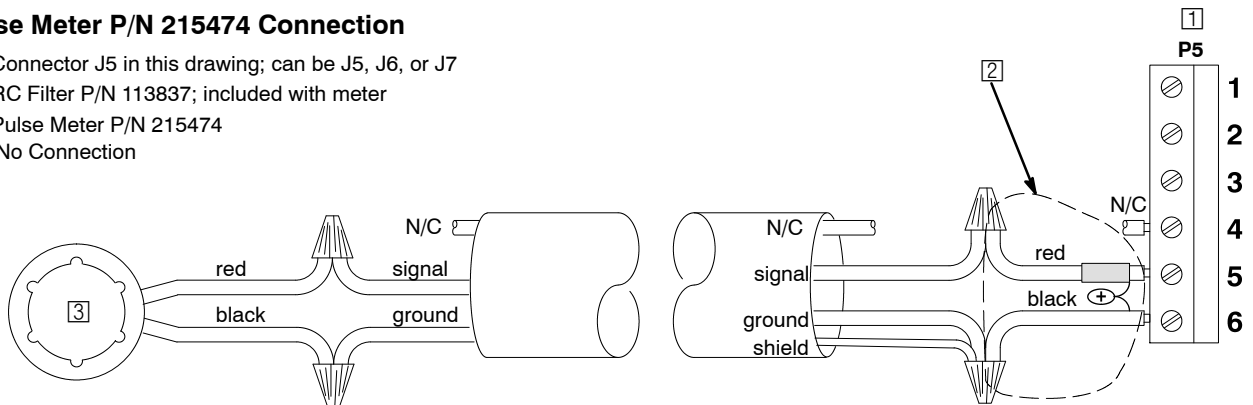 se Meter P/N 215474 Connection
Connector J5 in this drawing; can be J5, J6, or J7
RC Filter P/N 113837; included with meter
Pulse Meter P/N 215474
No Connection
1
P5
2
1
2
3
N/C
4
N/C
N/C
red
signal
signal
red
5
3
black
ground
ground
black
+
6
shield